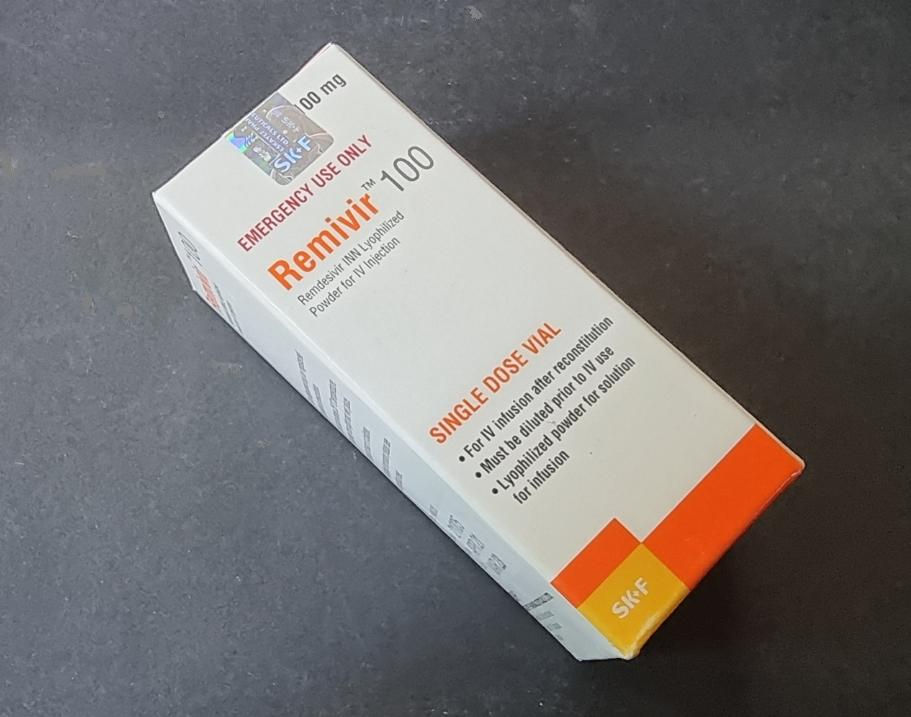 00 mg
SK+F
EMERGENCY USE ONLY
Remivir™ 100
Remdesivir INN Lyophilized
Powder for IV Injection
SINGLE DOSE VIAL
• For IV infusion after reconstitution
• Must be diluted prior to IV use
• Lyophilized powder for solution
for infusion
SK+F
100